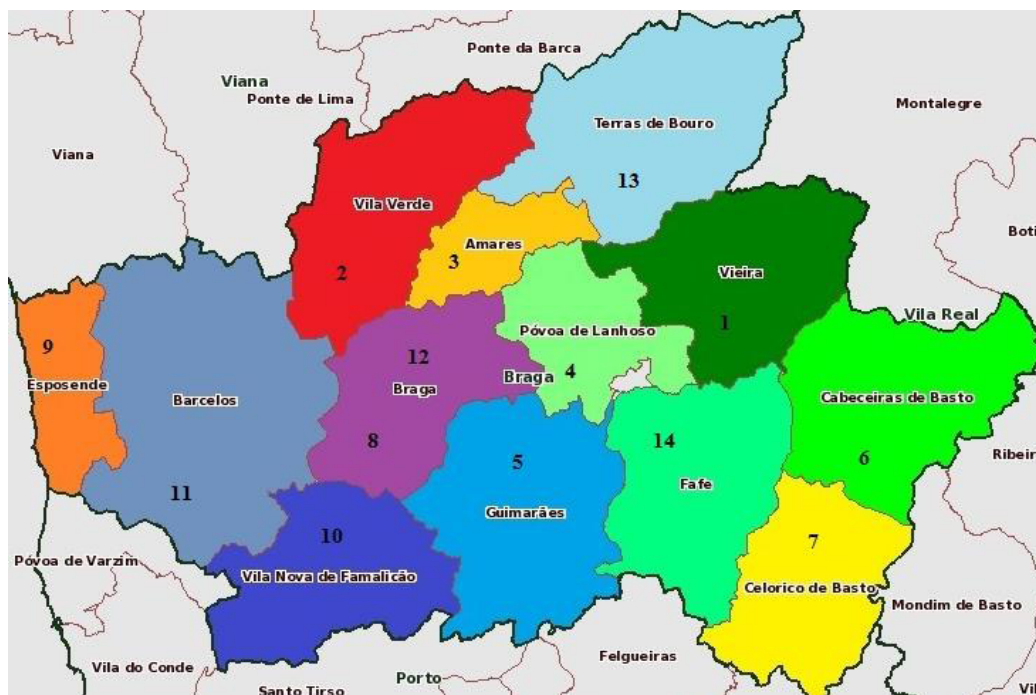 Ponte da Barca
Viana
Ponte de Lima
Montalegre
Terras de Bouro
Viana
13
Vila Verde
Amares
Boti
2
3
Vieira
Vila Real
1
Póvoa de Lanhoso
9
12
Esposende
Braga
Braga
4
Barcelos
Cabeceiras de Basto
8
5
14
6
Ribeir
11
Fafe
Guimarães
10
7
Póvoa de Varzim
Vila Nova de Famalicão
Celorico de Basto
Mondim de Basto
Vila do Conde
Felgueiras
Porto
Santo Tirso
Vil